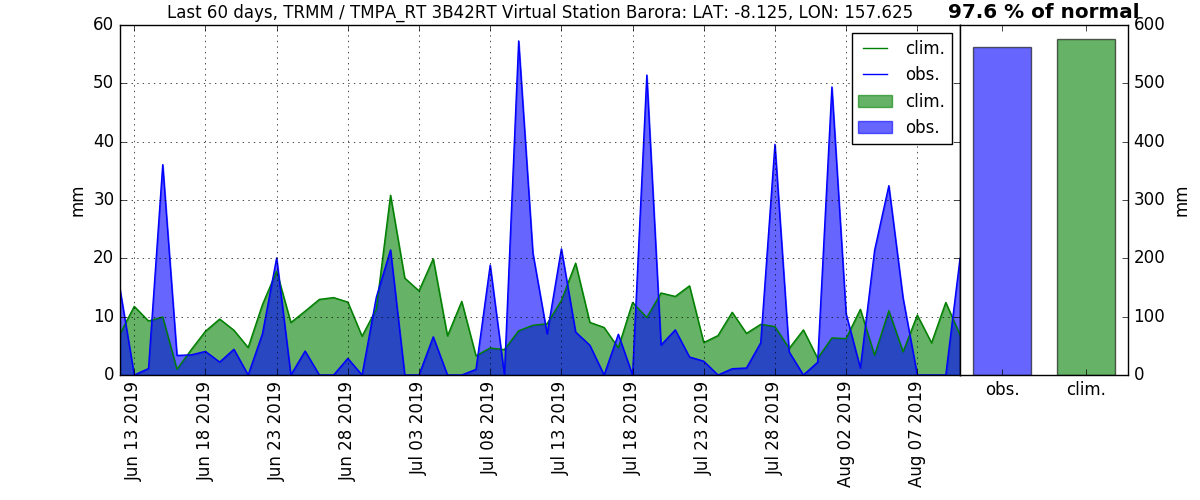 Last 60 days, TRMM / TMPA_RT 3B42RT Virtual Station Barora: LAT: -8.125, LON: 157.625
97.6 % of normal
60
50
40
30
20
10
0
mm
clim.
obs.
clim.
obs.
600
500
400
300
200
100
0
mm
Jun 13 2019
Jun 18 2019
Jun 23 2019
Jun 28 2019
Jul 03 2019
Jul 08 2019
Jul 13 2019
Jul 18 2019
Jul 23 2019
Jul 28 2019
Aug 02 2019
Aug 07 2019
obs.
clim.